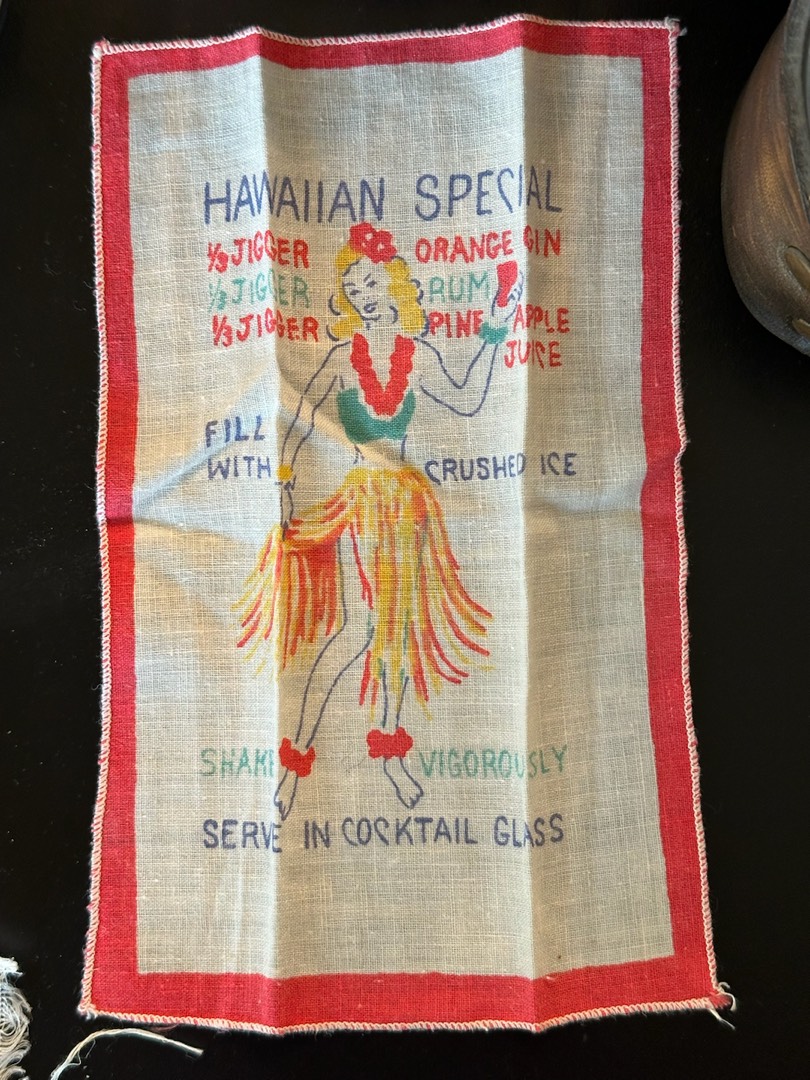 HAWAIIAN SPECIAL
1/3 JIGGER ORANGE GIN
1/3 JIGGER RUM
1/3 JIGGER PINEAPPLE
JUICE
FILL
WITH CRUSHED ICE
SHAKE VIGOROUSLY
SERVE IN COCKTAIL GLASS